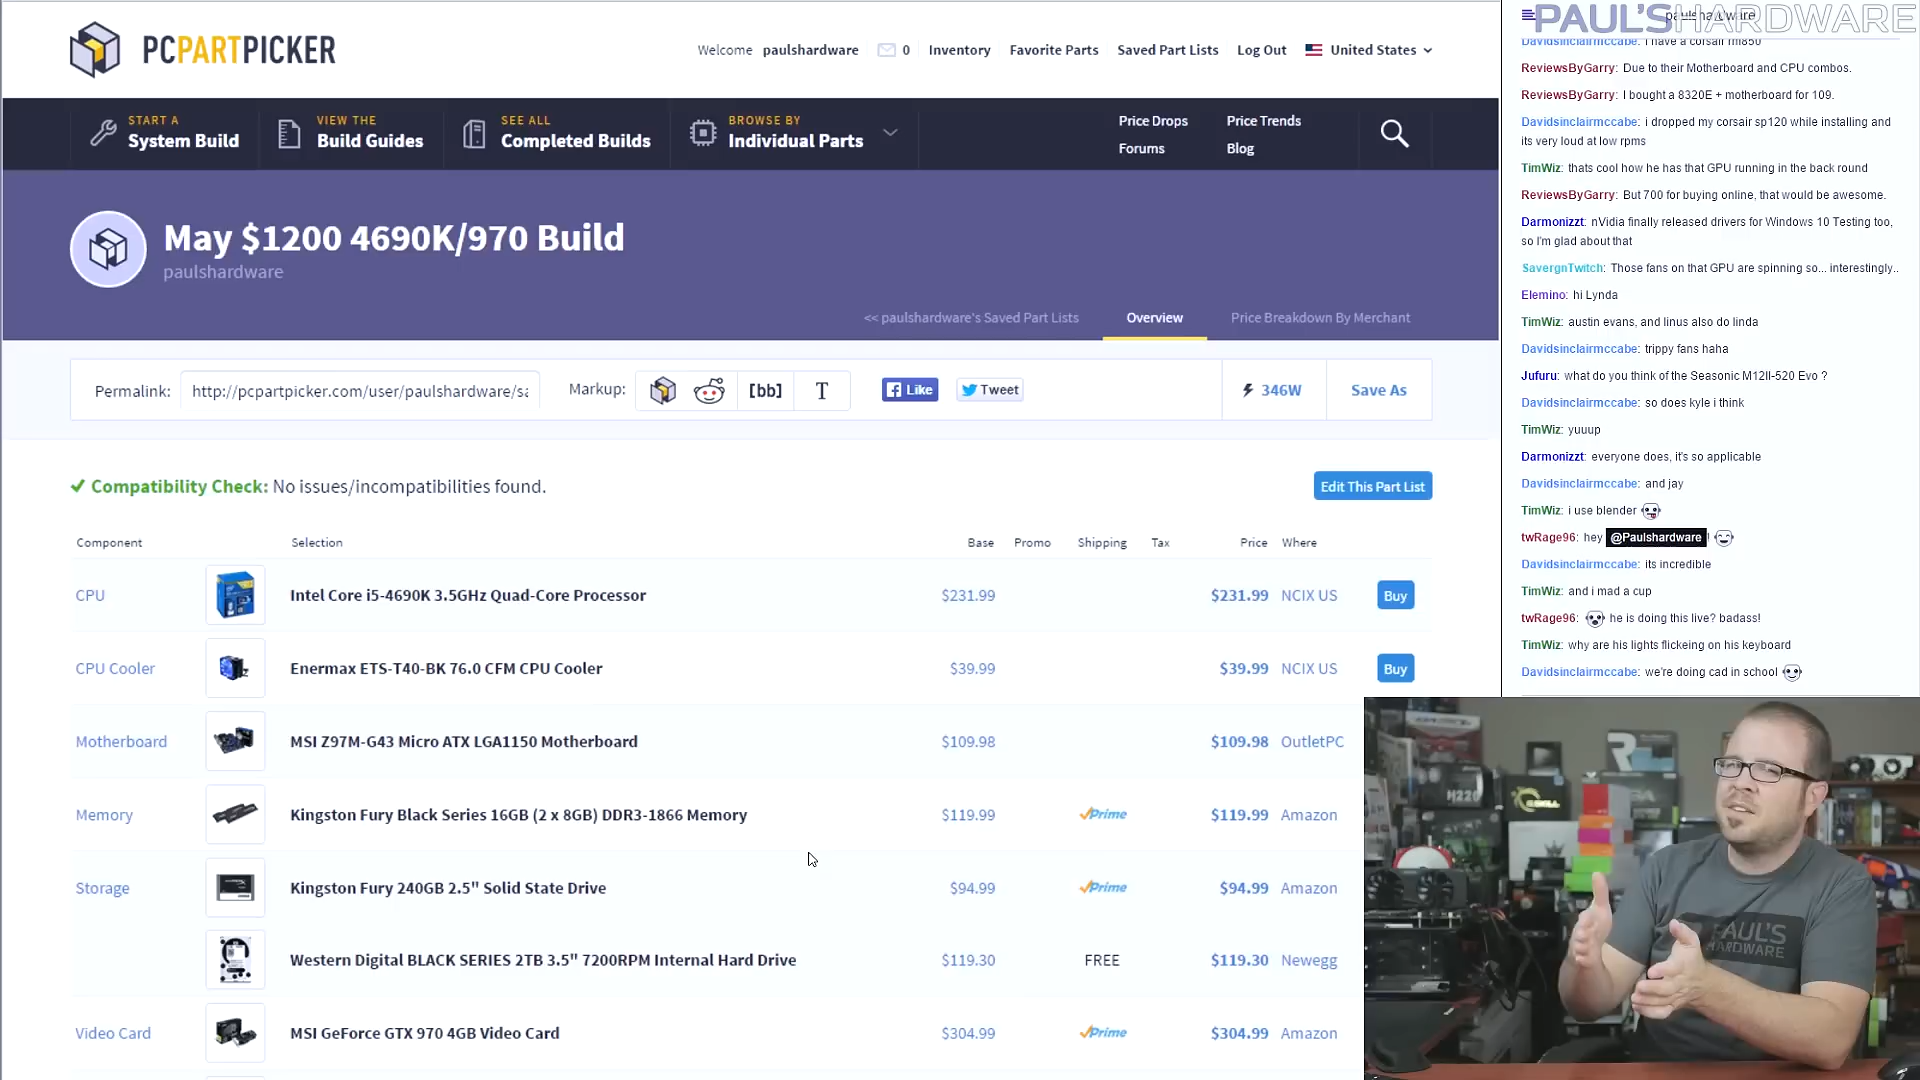 PCPARTPICKER
Welcome paulshardware 0 Inventory Favorite Parts Saved Part Lists Log Out United States
START A
System Build
VIEW THE
Build Guides
SEE ALL
Completed Builds
BROWSE BY
Individual Parts
Price Drops Price Trends
Forums Blog
May $1200 4690K/970 Build
paulshardware
<< paulshardware's Saved Part Lists Overview Price Breakdown By Merchant
Permalink: http://pcpartpicker.com/user/paulshardware/sa Markup: [bb] T Like Tweet 346W Save As
Compatibility Check: No issues/incompatibilities found. Edit This Part List
Component Selection Base Promo Shipping Tax Price Where
CPU Intel Core i5-4690K 3.5GHz Quad-Core Processor $231.99 $231.99 NCIX US Buy
CPU Cooler Enermax ETS-T40-BK 76.0 CFM CPU Cooler $39.99 $39.99 NCIX US Buy
Motherboard MSI Z97M-G43 Micro ATX LGA1150 Motherboard $109.98 $109.98 OutletPC
Memory Kingston Fury Black Series 16GB (2 x 8GB) DDR3-1866 Memory $119.99 Prime $119.99 Amazon
Storage Kingston Fury 240GB 2.5" Solid State Drive $94.99 Prime $94.99 Amazon
Western Digital BLACK SERIES 2TB 3.5" 7200RPM Internal Hard Drive $119.30 FREE $119.30 Newegg
Video Card MSI GeForce GTX 970 4GB Video Card $304.99 Prime $304.99 Amazon
PAUL'SHARDWARE
paulshardware
Davidsinclairmccabe: i have a corsair rm850
ReviewsByGarry: Due to their Motherboard and CPU combos.
ReviewsByGarry: I bought a 8320E + motherboard for 109.
Davidsinclairmccabe: i dropped my corsair sp120 while installing and
its very loud at low rpms
TimWiz: thats cool how he has that GPU running in the back round
ReviewsByGarry: But 700 for buying online, that would be awesome.
Darmonizzt: nVidia finally released drivers for Windows 10 Testing too,
so I'm glad about that
SavergnTwitch: Those fans on that GPU are spinning so... interestingly..
Elemino: hi Lynda
TimWiz: austin evans, and linus also do linda
Davidsinclairmccabe: trippy fans haha
Jufuru: what do you think of the Seasonic M12II-520 Evo ?
Davidsinclairmccabe: so does kyle i think
TimWiz: yuuup
Darmonizzt: everyone does, it's so applicable
Davidsinclairmccabe: and jay
TimWiz: i use blender
twRage96: hey @Paulshardware !
Davidsinclairmccabe: its incredible
TimWiz: and i mad a cup
twRage96: he is doing this live? badass!
TimWiz: why are his lights flickeing on his keyboard
Davidsinclairmccabe: we're doing cad in school
H220
PAUL'S
HARDWARE